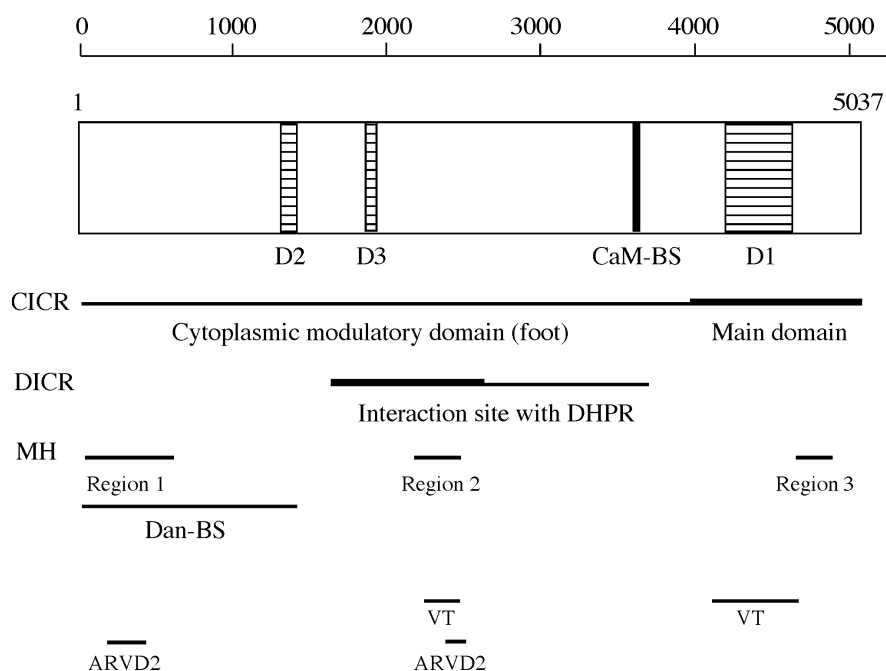 0 1000 2000 3000 4000 5000
1 5037
D2 D3 CaM-BS D1
CICR
Cytoplasmic modulatory domain (foot) Main domain
DICR
Interaction site with DHPR
MH
Region 1 Region 2 Region 3
Dan-BS
VT VT
ARVD2 ARVD2